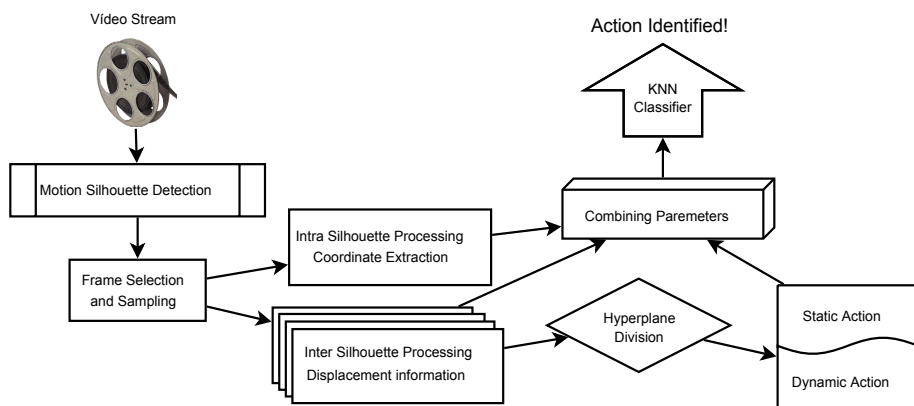 Vídeo Stream
Action Identified!
KNN
Classifier
Motion Silhouette Detection
Combining Paremeters
Intra Silhouette Processing
Coordinate Extraction
Frame Selection
and Sampling
Hyperplane
Division
Static Action
Inter Silhouette Processing
Displacement information
Dynamic Action